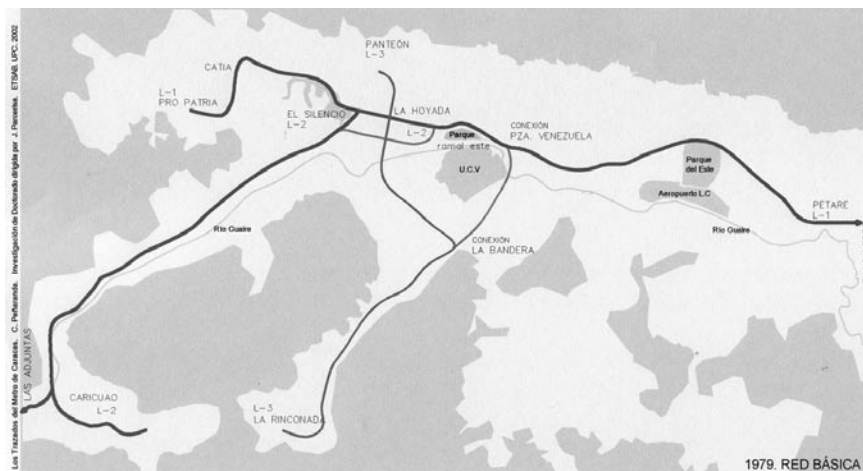 PANTEÓN
L-3
CATIA
L-1
PRO PATRIA
EL SILENCIO
L-2
LA HOYADA
L-2
Parque
ramal este
CONEXIÓN
PZA. VENEZUELA
U.C.V
Parque
del Este
Aeropuerto L.C
PETARE
L-1
Río Guaire
Río Guaire
CONEXIÓN
LA BANDERA
LAS ADJUNTAS
CARICUAO
L-2
L-3
LA RINCONADA
1979. RED BÁSICA
Los Trazados del Metro de Caracas. C. Peñaranda. Investigación de Doctorado dirigida por J. Parcerisa. ETSAB, UPC. 2002